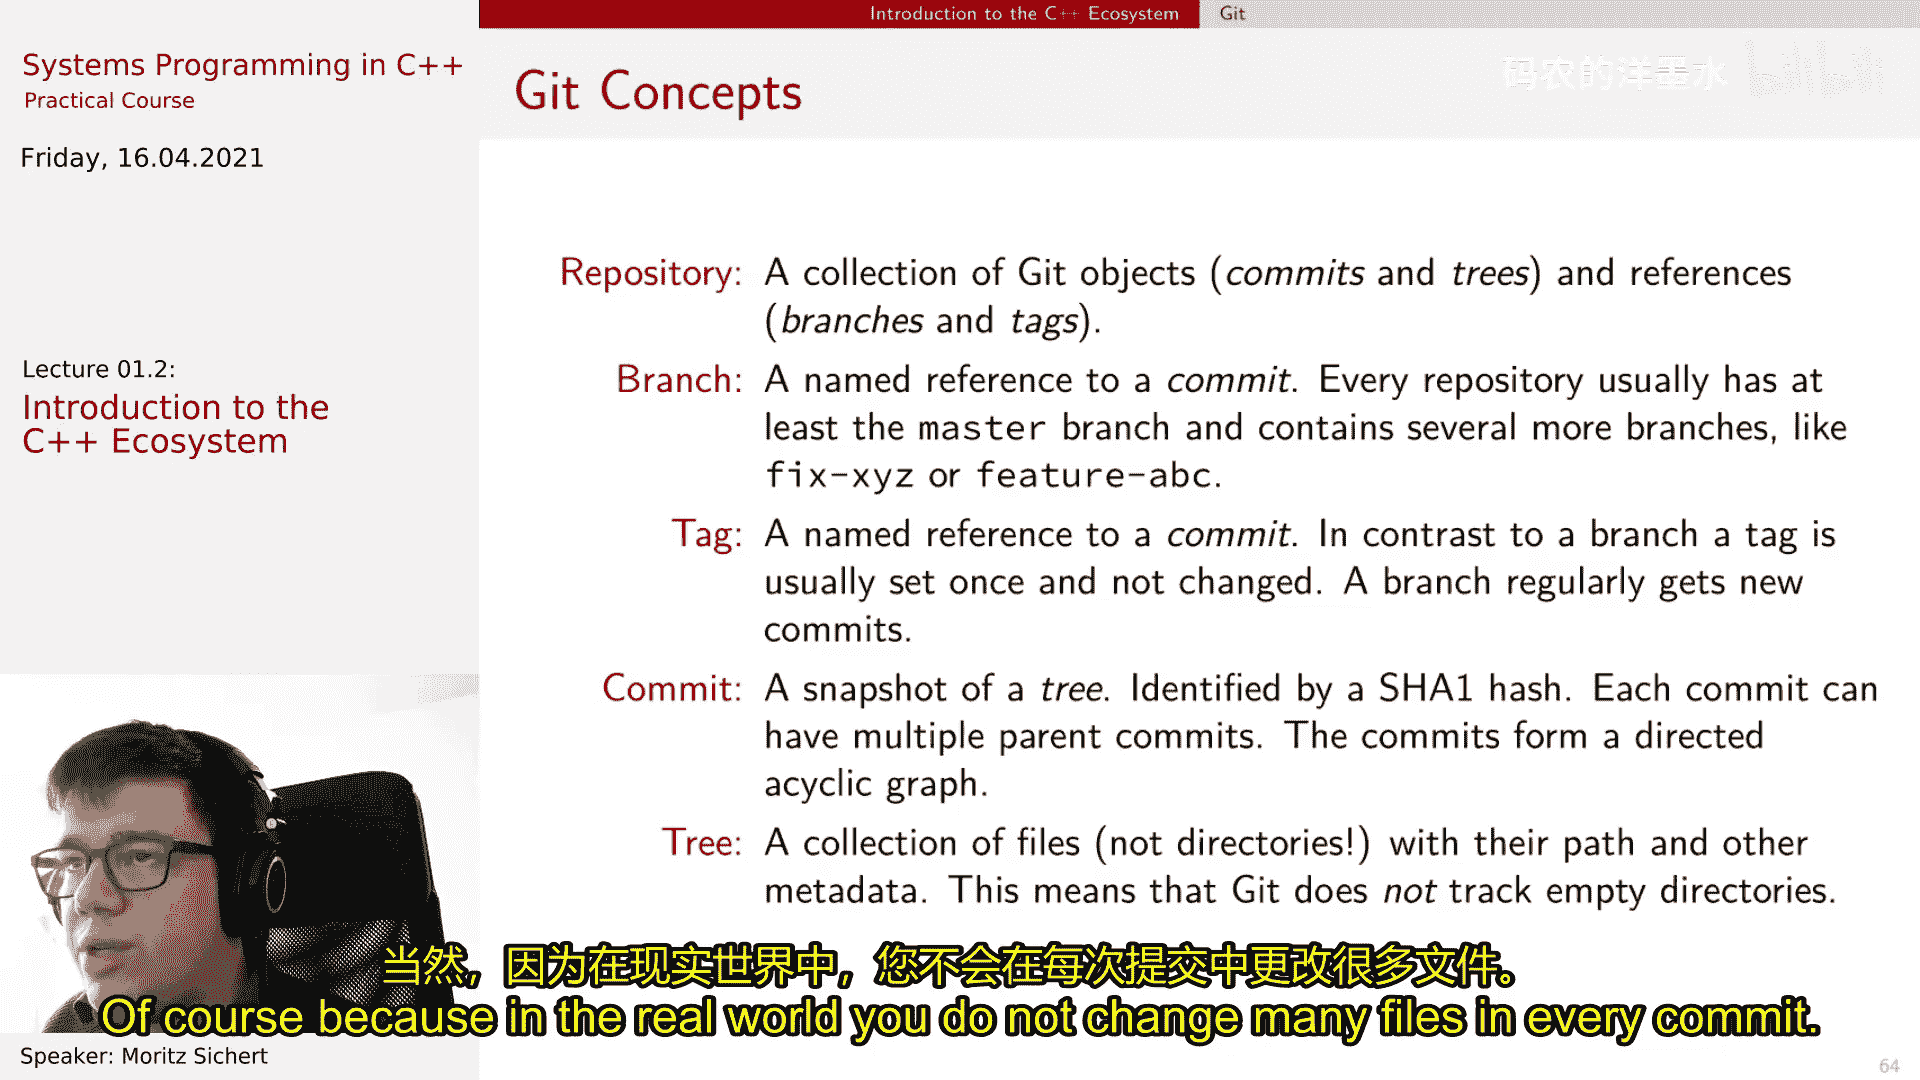 Introduction to the C++ Ecosystem
Git
Systems Programming in C++
Practical Course
Friday, 16.04.2021
Git Concepts
码农的洋墨水
bilibili
Repository: A collection of Git objects (commits and trees) and references
(branches and tags).
Branch: A named reference to a commit. Every repository usually has at
least the master branch and contains several more branches, like
fix-xyz or feature-abc.
Tag: A named reference to a commit. In contrast to a branch a tag is
usually set once and not changed. A branch regularly gets new
commits.
Commit: A snapshot of a tree. Identified by a SHA1 hash. Each commit can
have multiple parent commits. The commits form a directed
acyclic graph.
Tree: A collection of files (not directories!) with their path and other
metadata. This means that Git does not track empty directories.
Lecture 01.2:
Introduction to the
C++ Ecosystem
当然，因为在现实世界中，您不会在每次提交中更改很多文件。
Of course because in the real world you do not change many files in every commit.
Speaker: Moritz Sichert
64